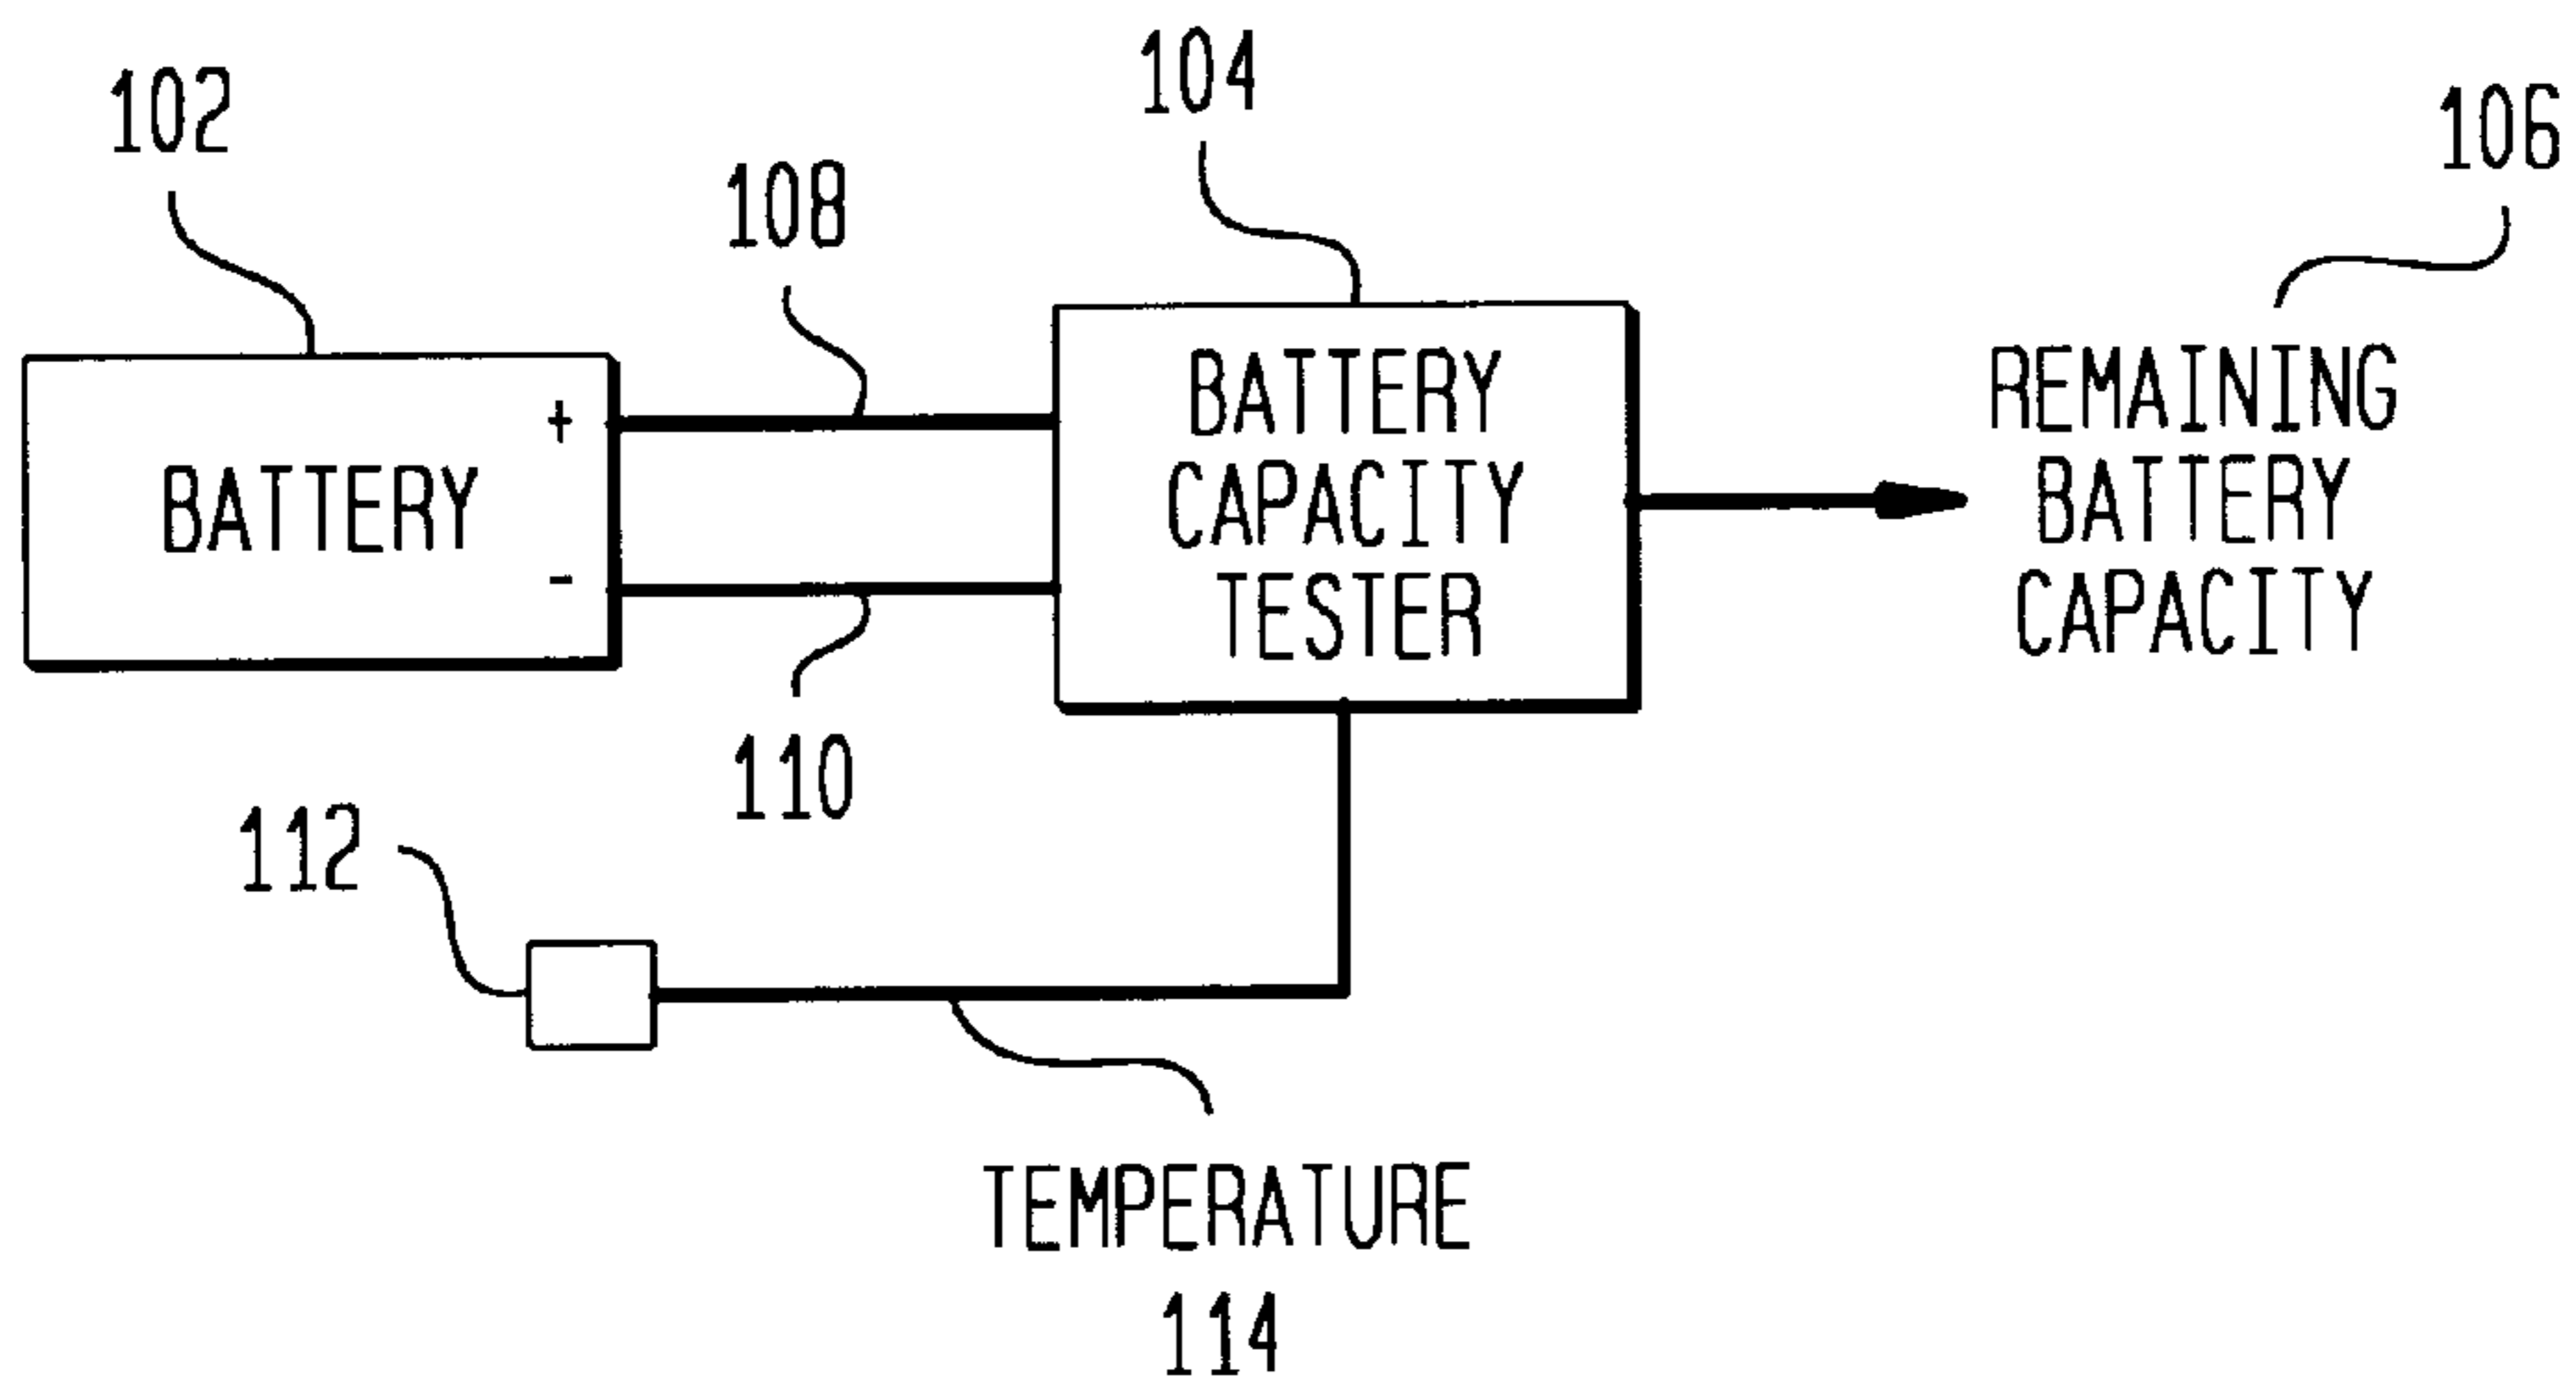 102
104
106
108
+
BATTERY
-
BATTERY
CAPACITY
TESTER
REMAINING
BATTERY
CAPACITY
110
112
TEMPERATURE
114